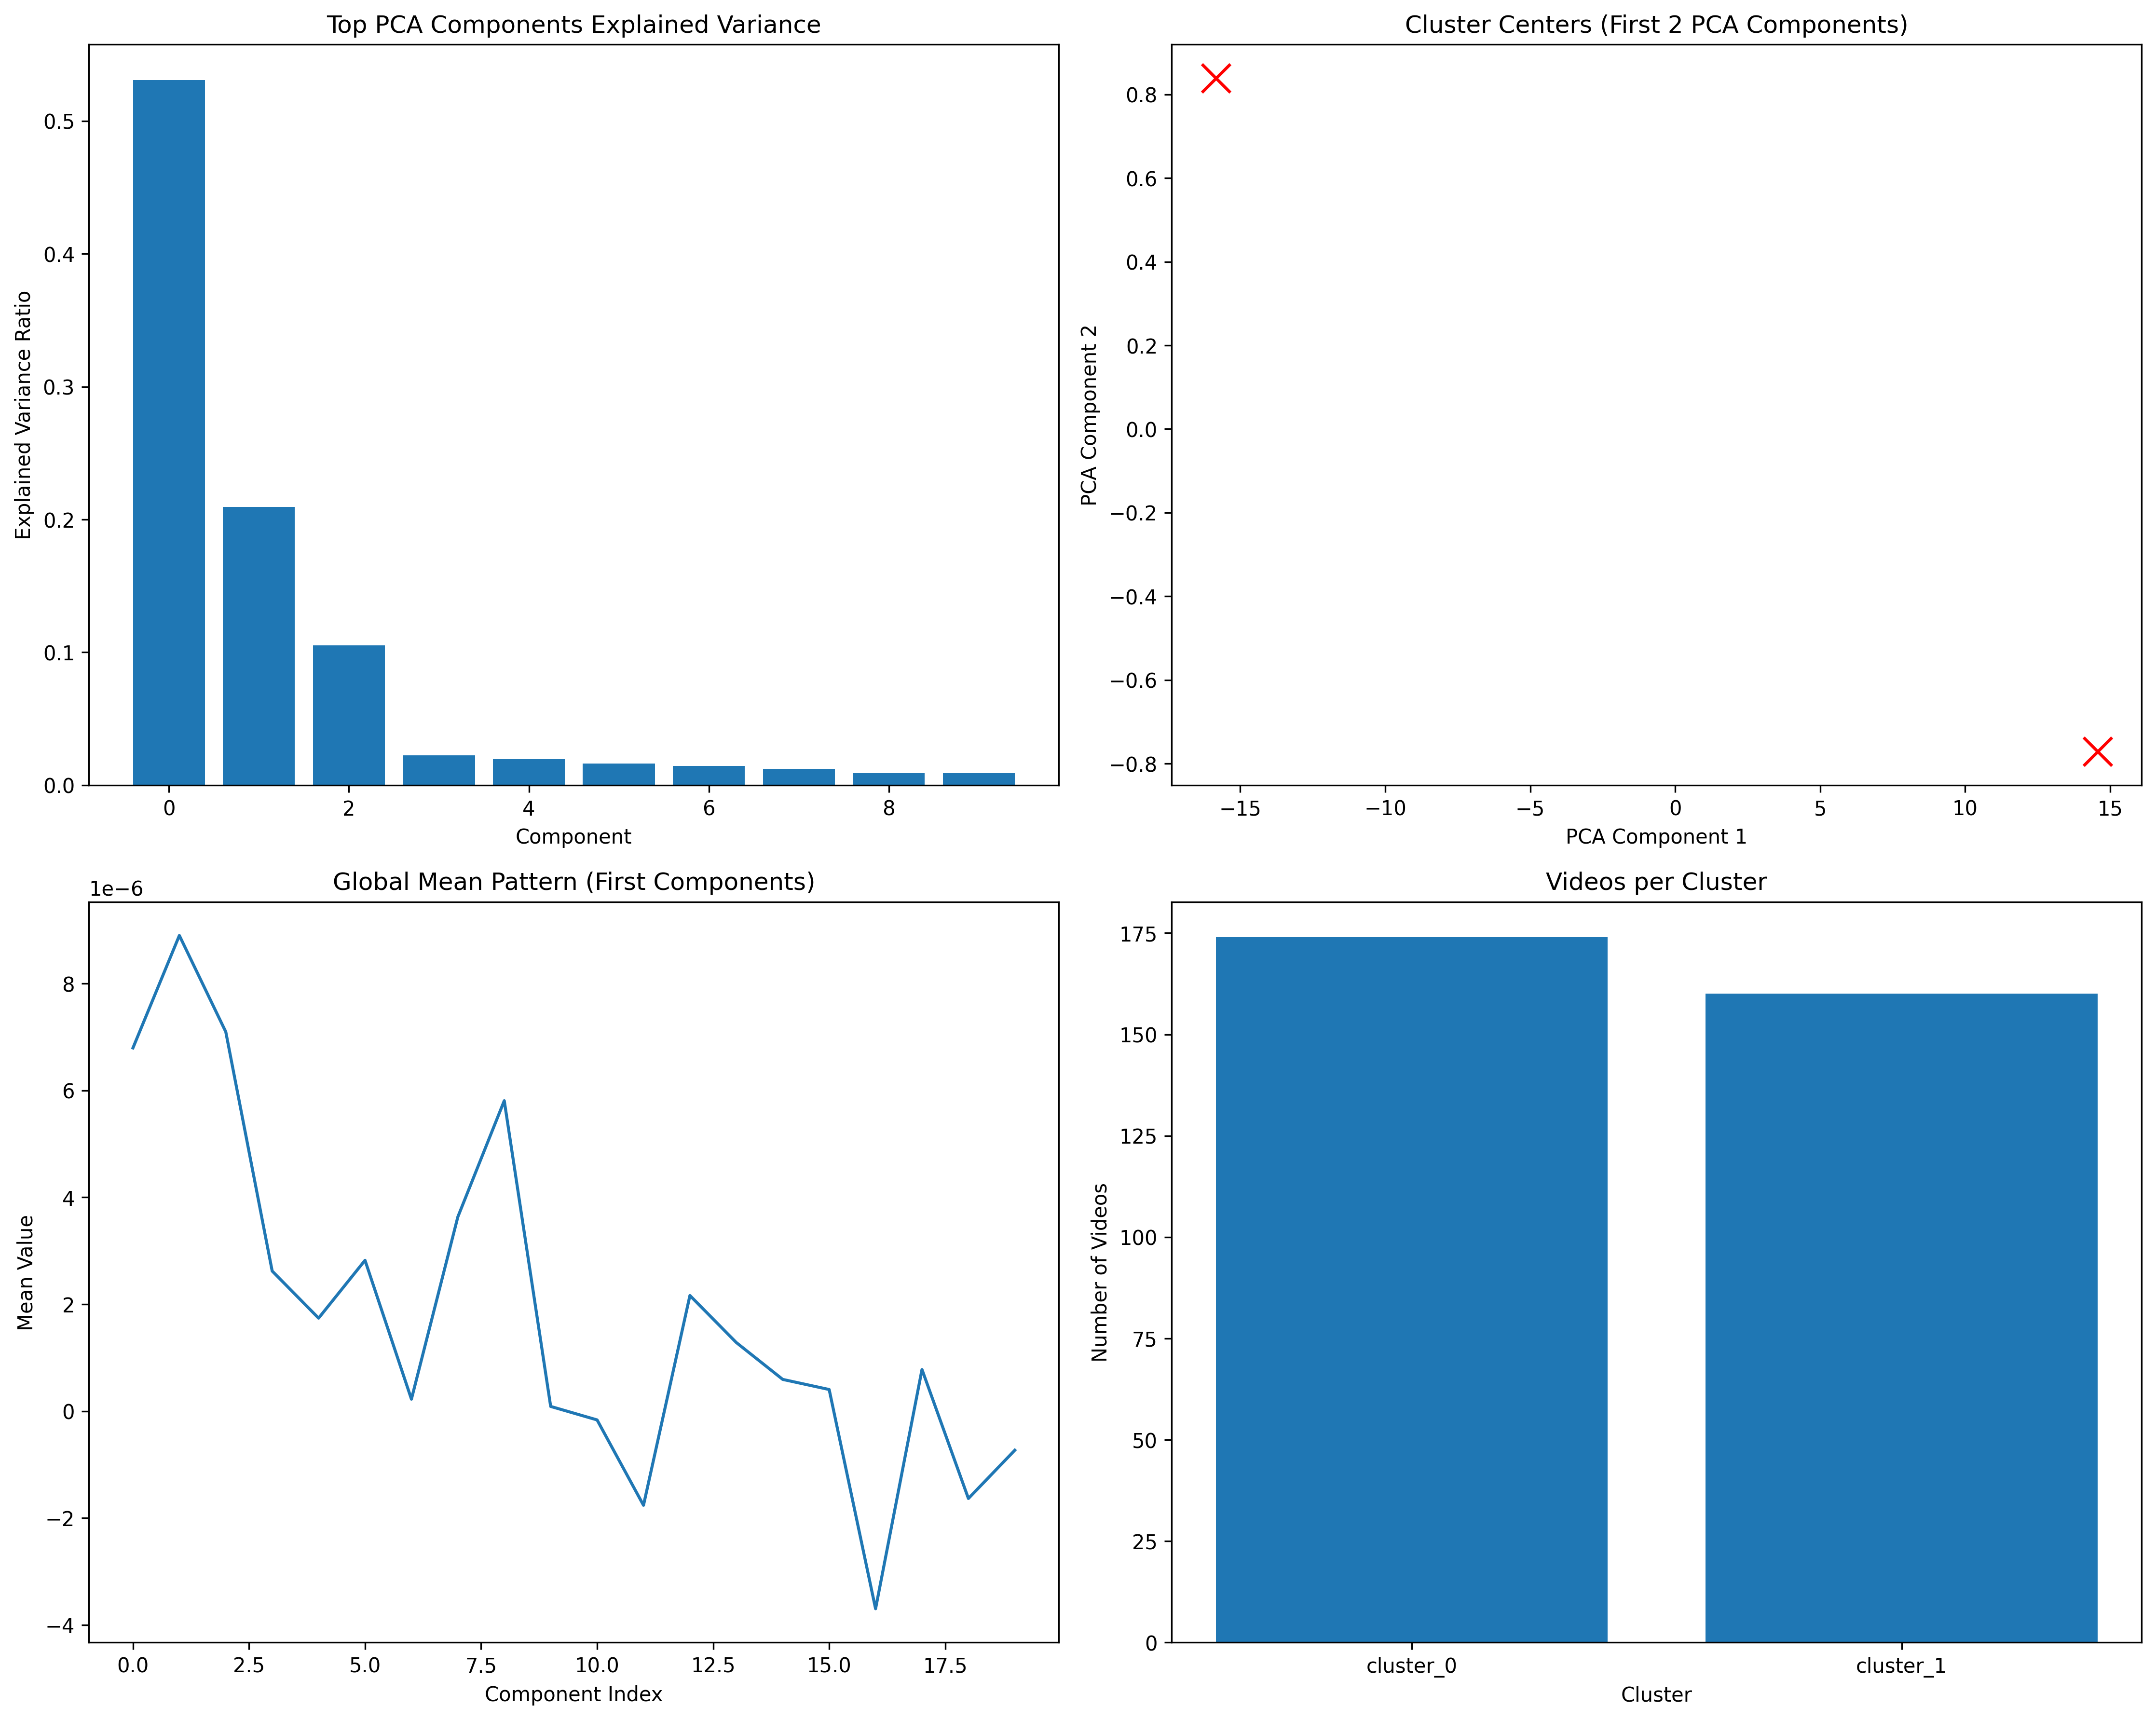 Top PCA Components Explained Variance
Explained Variance Ratio
0.5
0.4
0.3
0.2
0.1
0.0
0 2 4 6 8
Component
Cluster Centers (First 2 PCA Components)
PCA Component 2
0.8
0.6
0.4
0.2
0.0
−0.2
−0.4
−0.6
−0.8
−15 −10 −5 0 5 10 15
PCA Component 1
Global Mean Pattern (First Components)
1e−6
Mean Value
8
6
4
2
0
−2
−4
0.0 2.5 5.0 7.5 10.0 12.5 15.0 17.5
Component Index
Videos per Cluster
Number of Videos
175
150
125
100
75
50
25
0
cluster_0 cluster_1
Cluster